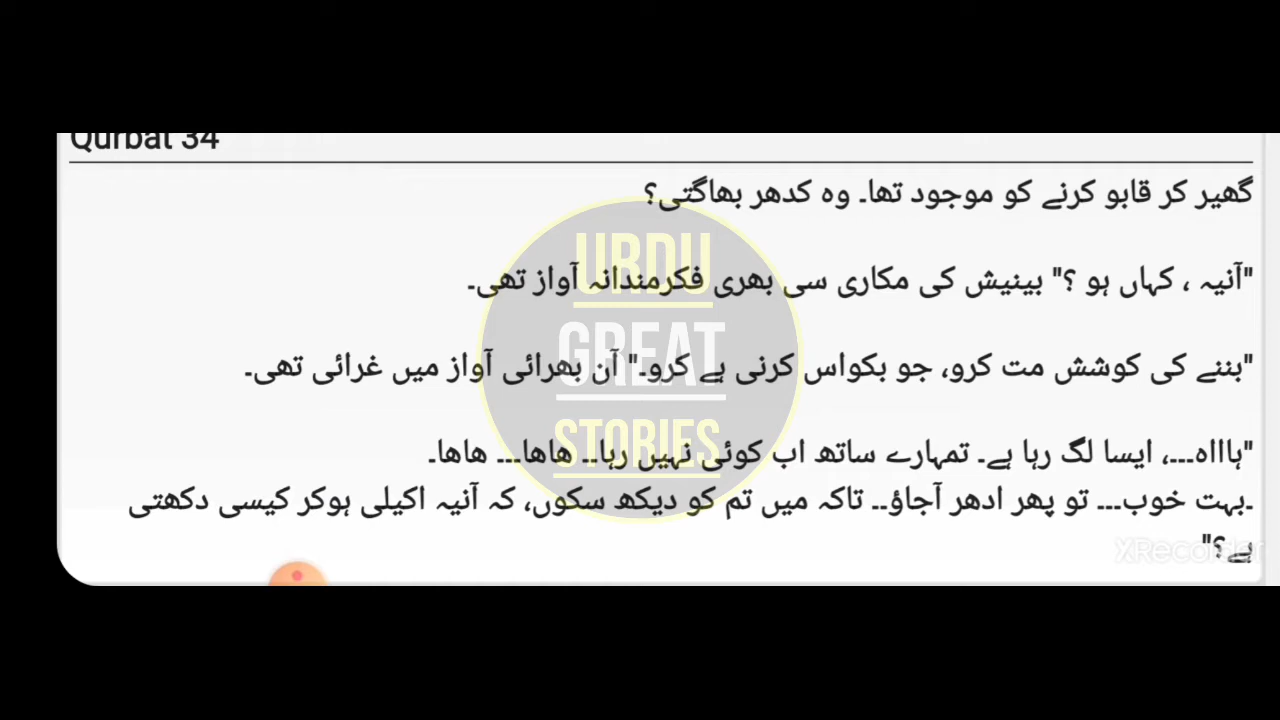 Qurbat 34
گھیر کر قابو کرنے کو موجود تھا۔ وہ کدھر بھاگتی؟
"آنیہ ، کہاں ہو ؟" بینیش کی مکاری سی بھری فکرمندانہ آواز تھی۔
"بننے کی کوشش مت کرو، جو بکواس کرنی ہے کرو۔" آن بھرائی آواز میں غرائی تھی۔
"ہاااہ۔۔۔، ایسا لگ رہا ہے۔ تمہارے ساتھ اب کوئی نہیں رہا۔۔ ھاھا۔۔۔ ھاھا۔
۔بہت خوب۔۔۔ تو پھر ادھر آجاؤ۔۔ تاکہ میں تم کو دیکھ سکوں، کہ آنیہ اکیلی ہوکر کیسی دکھتی
ہے؟"
URDU
GREAT
STORIES
XRecorder